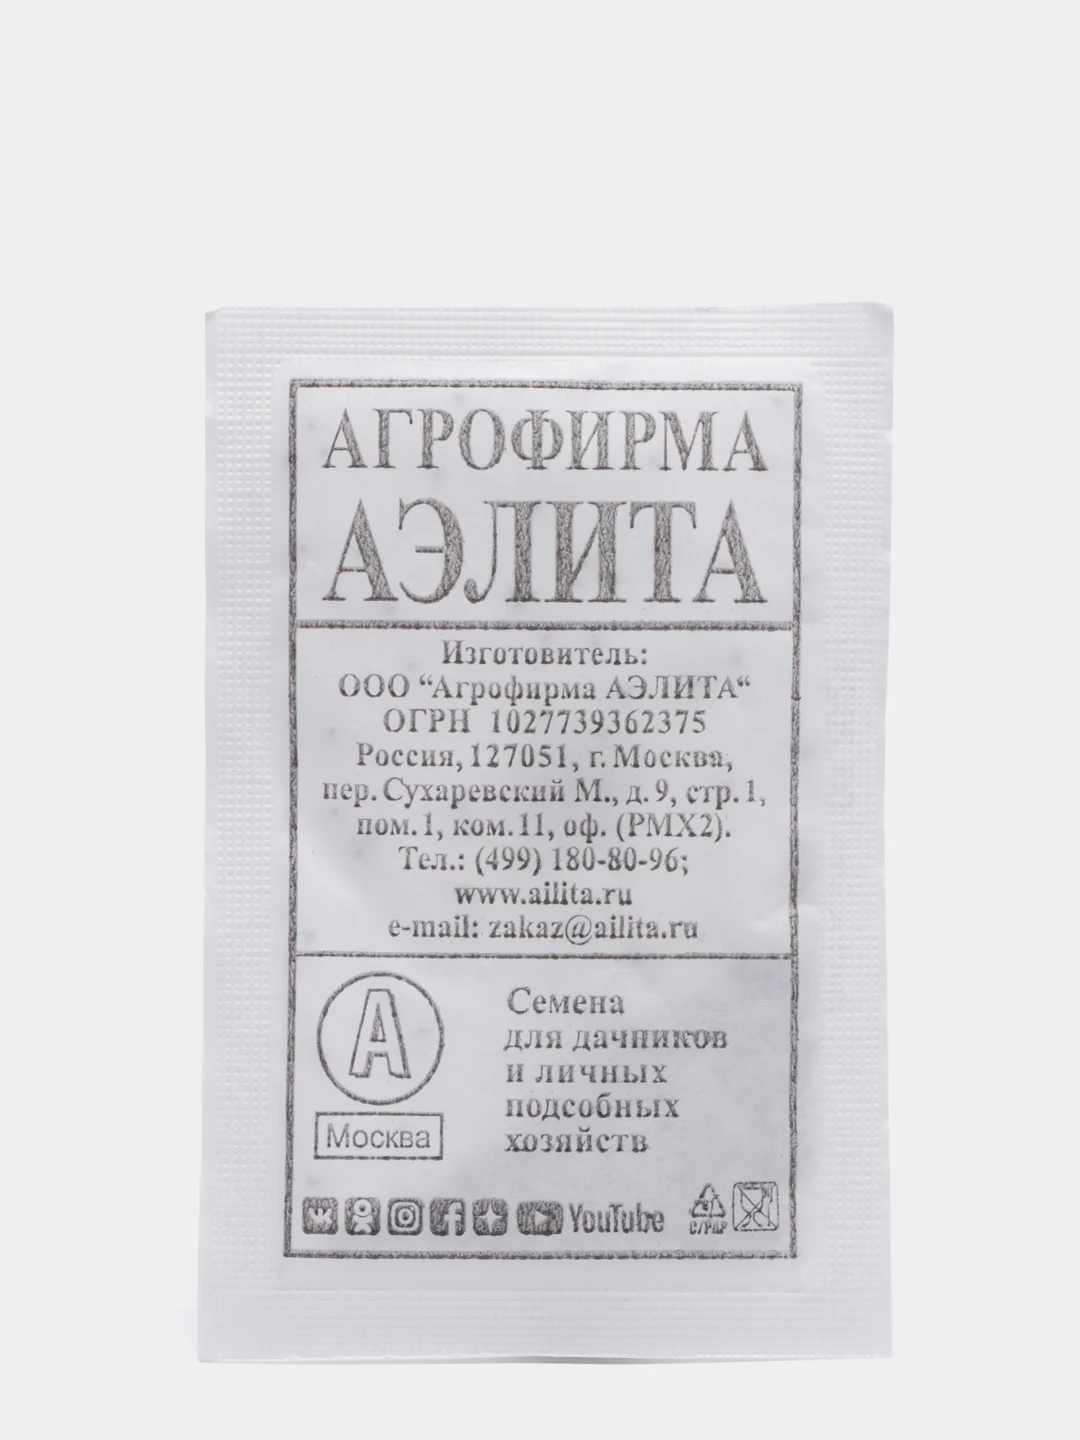 АГРОФИРМА
АЭЛИТА
Изготовитель:
ООО “Агрофирма АЭЛИТА“
ОГРН 1027739362375
Россия, 127051, г. Москва,
пер. Сухаревский М., д. 9, стр. 1,
пом. 1, ком. 11, оф. (РМХ2).
Тел.: (499) 180-80-96;
www.ailita.ru
e-mail: zakaz@ailita.ru
А
Москва
Семена
для дачников
и личных
подсобных
хозяйств
YouTube
C/PAP